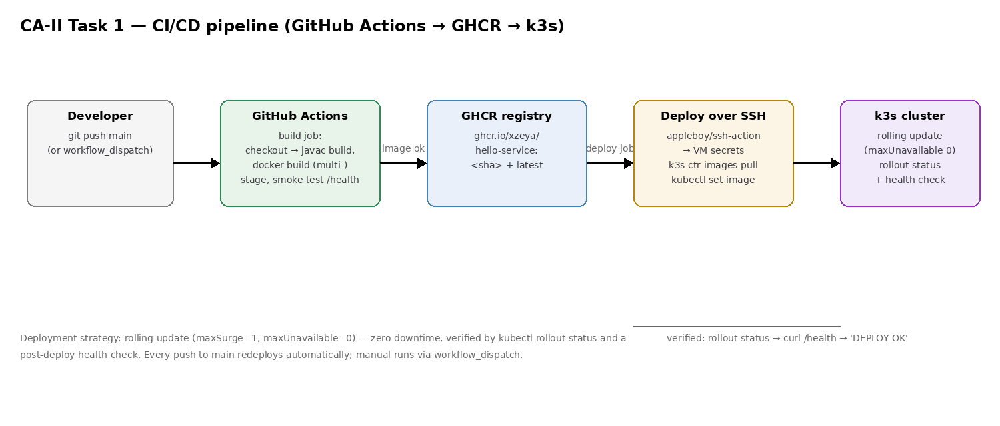 CA-II Task 1 — CI/CD pipeline (GitHub Actions → GHCR → k3s)
Developer
git push main
(or workflow_dispatch)
GitHub Actions
build job:
checkout → javac build,
docker build (multi-)
stage, smoke test /health
image ok
GHCR registry
ghcr.io/xzeya/
hello-service:
<sha> + latest
deploy job
Deploy over SSH
appleboy/ssh-action
→ VM secrets
k3s ctr images pull
kubectl set image
k3s cluster
rolling update
(maxUnavailable 0)
rollout status
+ health check
Deployment strategy: rolling update (maxSurge=1, maxUnavailable=0) — zero downtime, verified by kubectl rollout status and a
post-deploy health check. Every push to main redeploys automatically; manual runs via workflow_dispatch.
verified: rollout status → curl /health → 'DEPLOY OK'